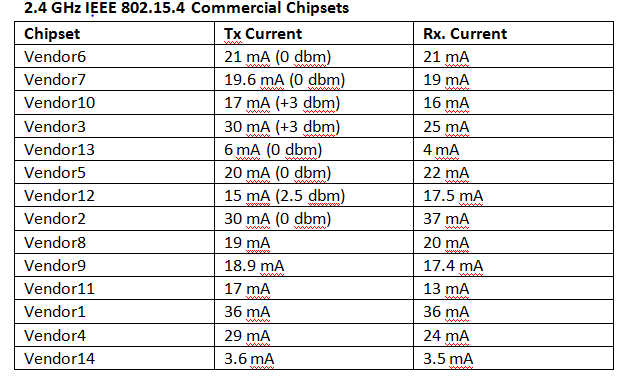 2.4 GHz IEEE 802.15.4 Commercial Chipsets
Chipset Tx Current Rx. Current
Vendor6 21 mA (0 dbm) 21 mA
Vendor7 19.6 mA (0 dbm) 19 mA
Vendor10 17 mA (+3 dbm) 16 mA
Vendor3 30 mA (+3 dbm) 25 mA
Vendor13 6 mA (0 dbm) 4 mA
Vendor5 20 mA (0 dbm) 22 mA
Vendor12 15 mA (2.5 dbm) 17.5 mA
Vendor2 30 mA (0 dbm) 37 mA
Vendor8 19 mA 20 mA
Vendor9 18.9 mA 17.4 mA
Vendor11 17 mA 13 mA
Vendor1 36 mA 36 mA
Vendor4 29 mA 24 mA
Vendor14 3.6 mA 3.5 mA